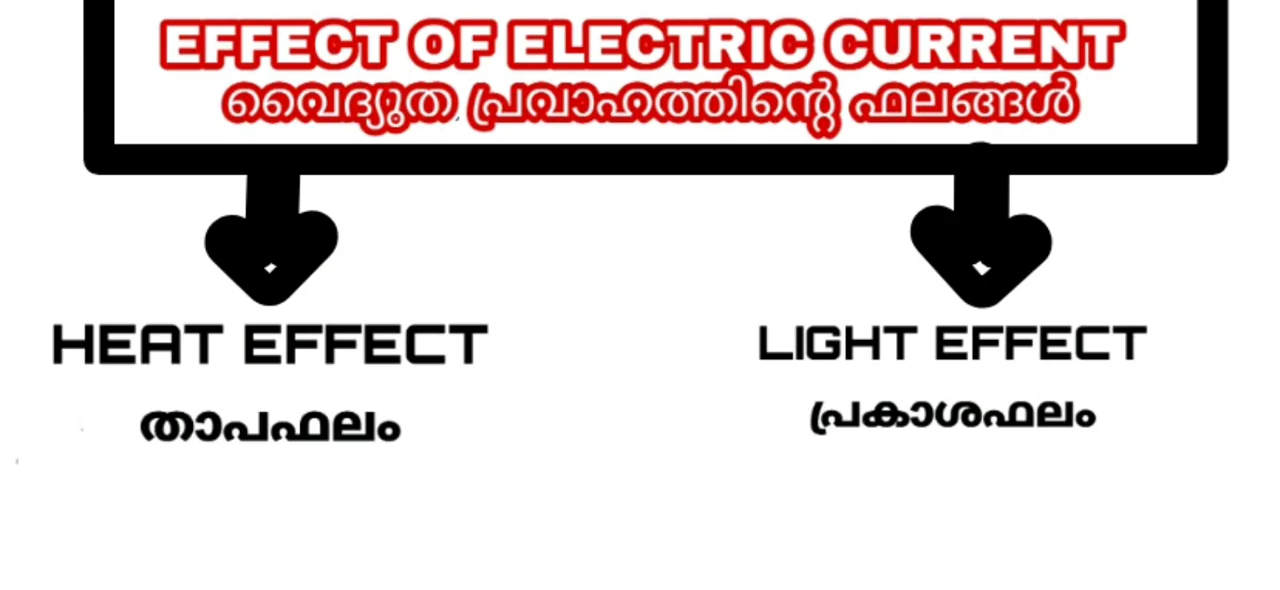 EFFECT OF ELECTRIC CURRENT
വൈദ്യുത പ്രവാഹത്തിന്റെ ഫലങ്ങൾ
HEAT EFFECT
LIGHT EFFECT
താപഫലം
പ്രകാശഫലം